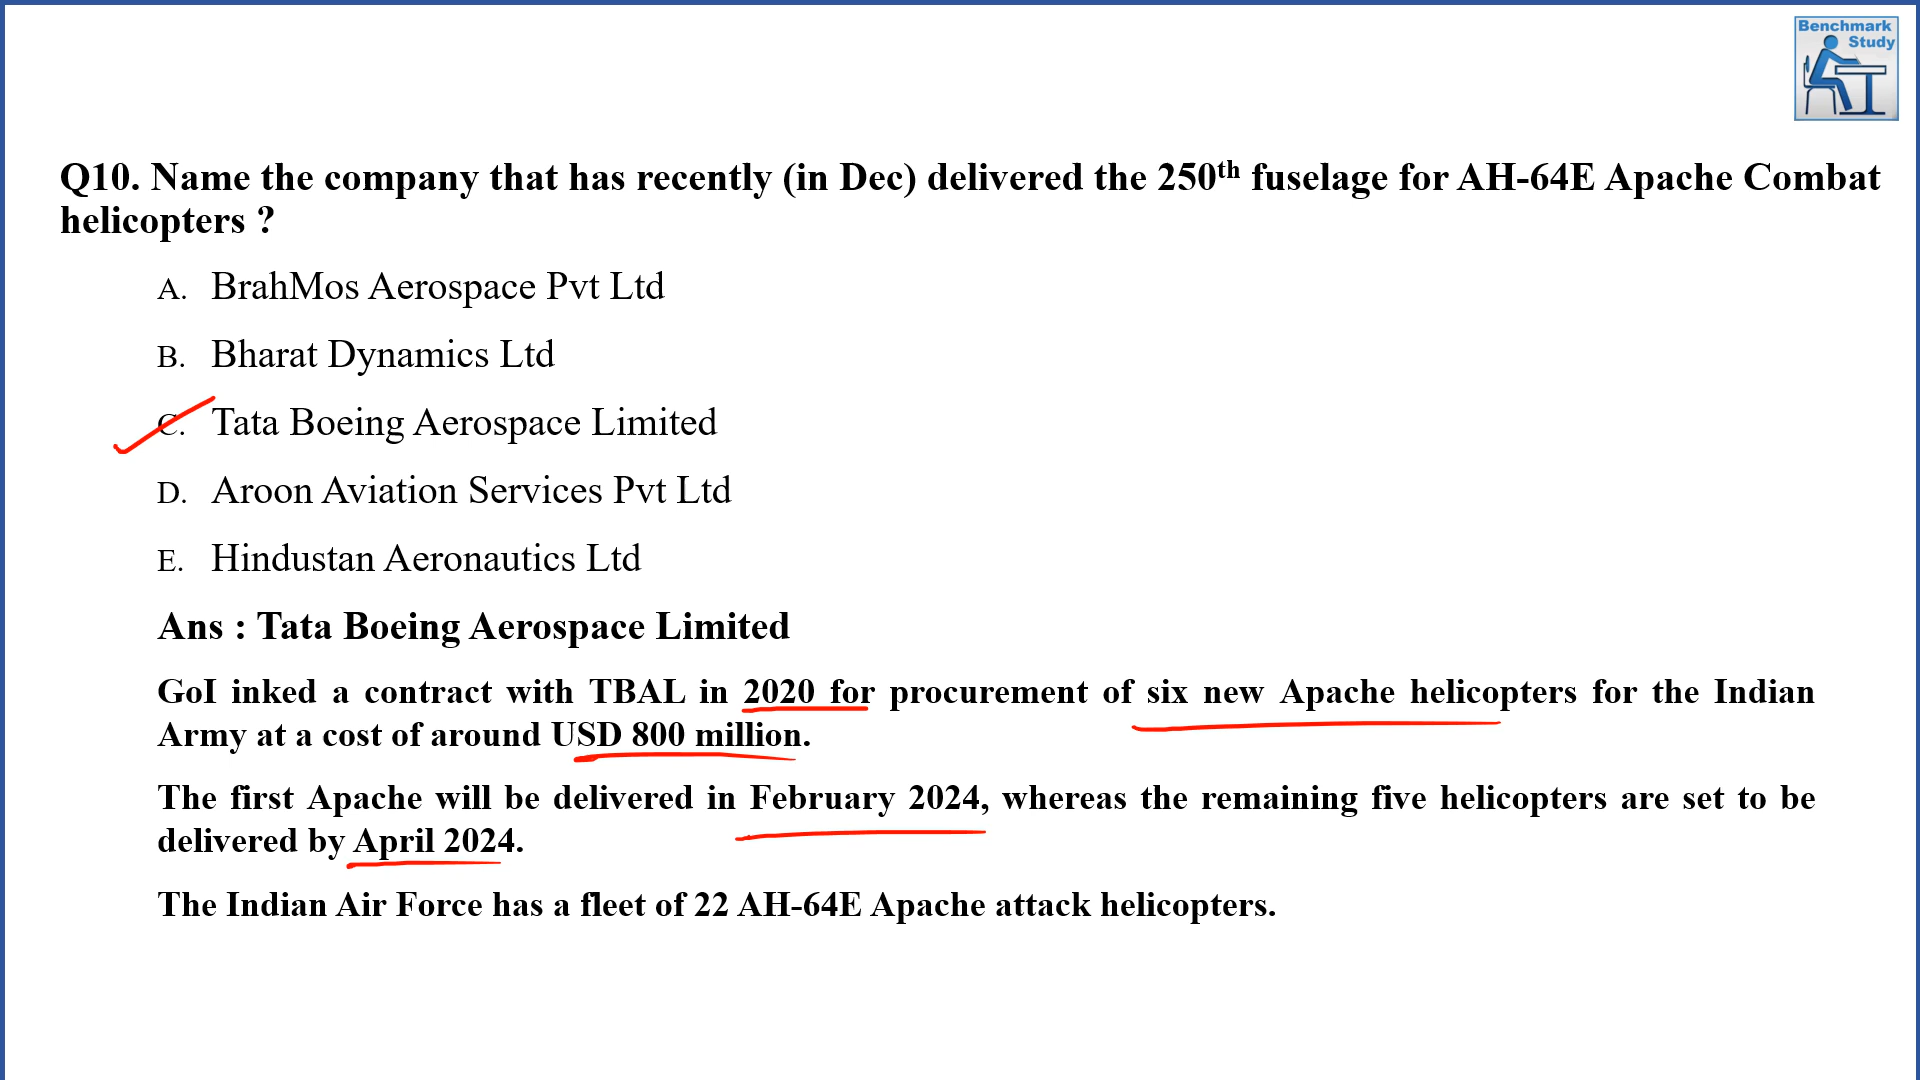 Benchmark
Study
Q10. Name the company that has recently (in Dec) delivered the 250th fuselage for AH-64E Apache Combat
helicopters ?
A. BrahMos Aerospace Pvt Ltd
B. Bharat Dynamics Ltd
C. Tata Boeing Aerospace Limited
D. Aroon Aviation Services Pvt Ltd
E. Hindustan Aeronautics Ltd
Ans : Tata Boeing Aerospace Limited
GoI inked a contract with TBAL in 2020 for procurement of six new Apache helicopters for the Indian
Army at a cost of around USD 800 million.
The first Apache will be delivered in February 2024, whereas the remaining five helicopters are set to be
delivered by April 2024.
The Indian Air Force has a fleet of 22 AH-64E Apache attack helicopters.